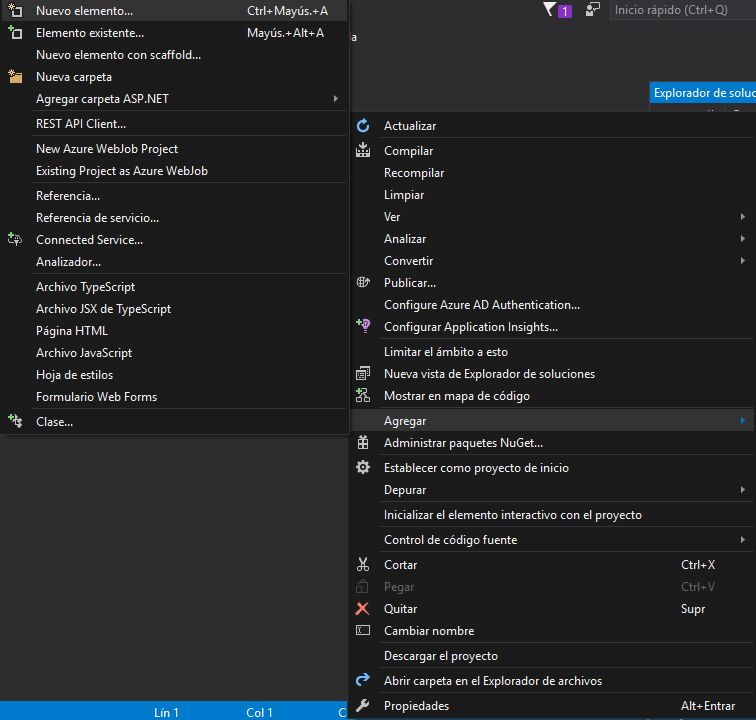 Nuevo elemento... Ctrl+Mayús.+A
Elemento existente... Mayús.+Alt+A
Nuevo elemento con scaffold...
Nueva carpeta
Agregar carpeta ASP.NET
REST API Client...
New Azure WebJob Project
Existing Project as Azure WebJob
Referencia...
Referencia de servicio...
Connected Service...
Analizador...
Archivo TypeScript
Archivo JSX de TypeScript
Página HTML
Archivo JavaScript
Hoja de estilos
Formulario Web Forms
Clase...
1
Inicio rápido (Ctrl+Q)
a
Explorador de soluc
Actualizar
Compilar
Recompilar
Limpiar
Ver
Analizar
Convertir
Publicar...
Configure Azure AD Authentication...
Configurar Application Insights...
Limitar el ámbito a esto
Nueva vista de Explorador de soluciones
Mostrar en mapa de código
Agregar
Administrar paquetes NuGet...
Establecer como proyecto de inicio
Depurar
Inicializar el elemento interactivo con el proyecto
Control de código fuente
Cortar Ctrl+X
Pegar Ctrl+V
Quitar Supr
Cambiar nombre
Descargar el proyecto
Abrir carpeta en el Explorador de archivos
Propiedades Alt+Entrar
Lín 1 Col 1 C